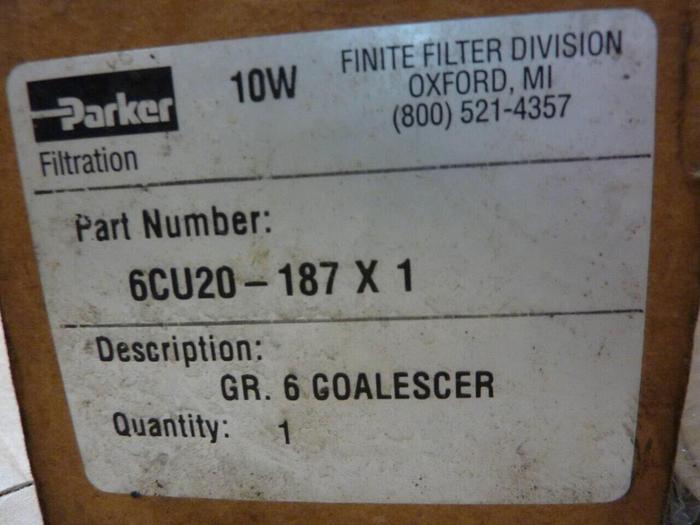 Parker
Filtration
10W
FINITE FILTER DIVISION
OXFORD, MI
(800) 521-4357
Part Number:
6CU20-187 X 1
Description:
GR. 6 GOALESCER
Quantity: 1